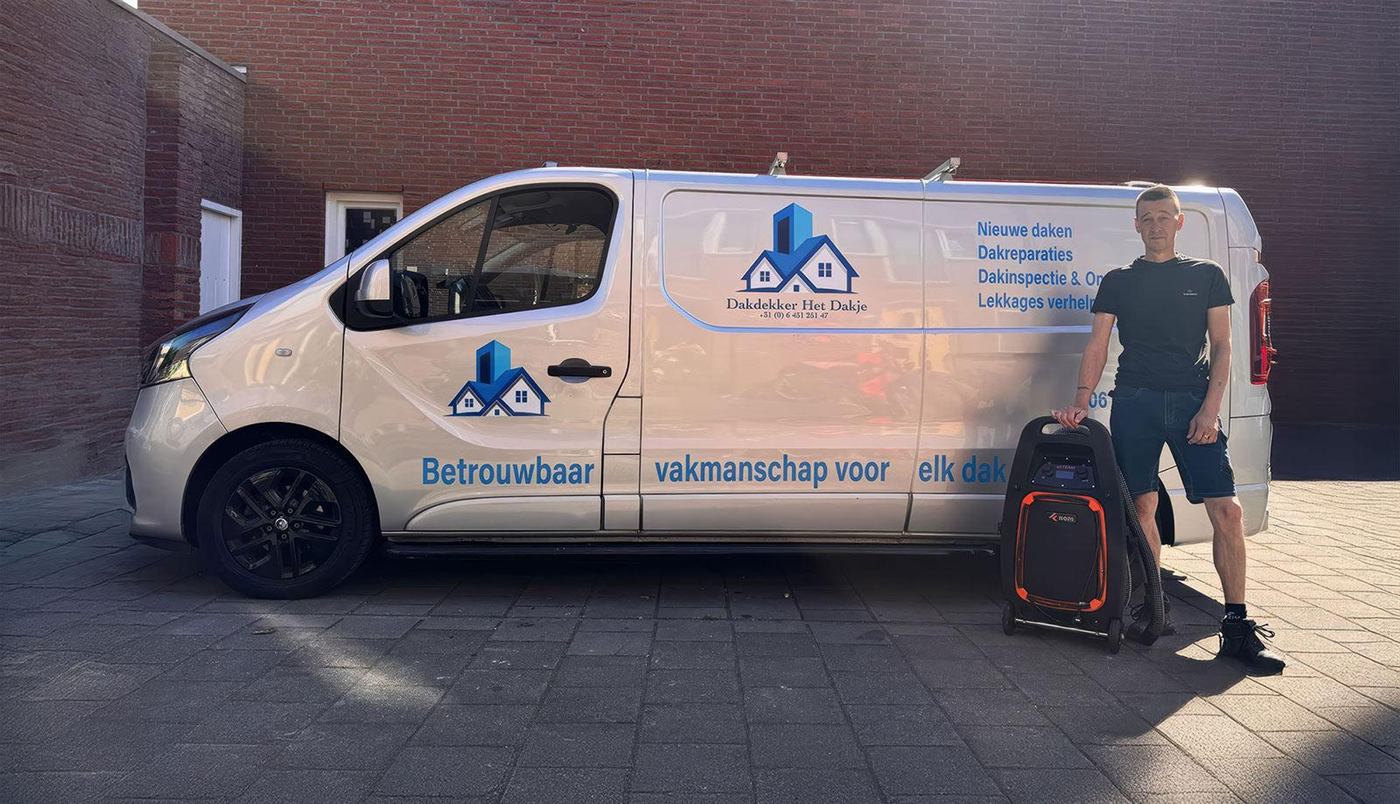 Nieuwe daken
Dakreparaties
Dakinspectie & On
Lekkages verhelp
Dakdekker Het Dakje
+31 (0) 6 451 251 47
06
Betrouwbaar vakmanschap voor elk dak